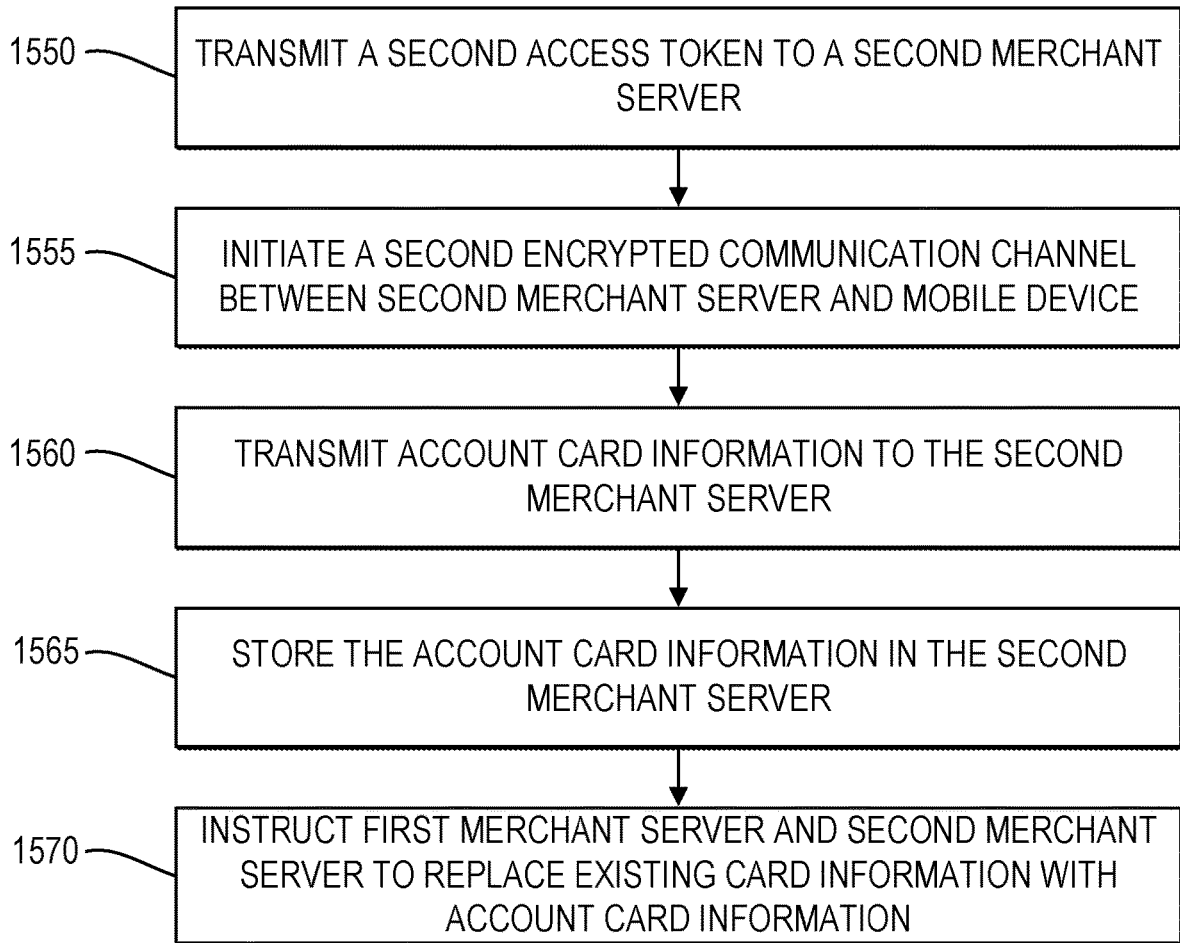 1550
TRANSMIT A SECOND ACCESS TOKEN TO A SECOND MERCHANT
SERVER
1555
INITIATE A SECOND ENCRYPTED COMMUNICATION CHANNEL
BETWEEN SECOND MERCHANT SERVER AND MOBILE DEVICE
1560
TRANSMIT ACCOUNT CARD INFORMATION TO THE SECOND
MERCHANT SERVER
1565
STORE THE ACCOUNT CARD INFORMATION IN THE SECOND
MERCHANT SERVER
1570
INSTRUCT FIRST MERCHANT SERVER AND SECOND MERCHANT
SERVER TO REPLACE EXISTING CARD INFORMATION WITH
ACCOUNT CARD INFORMATION